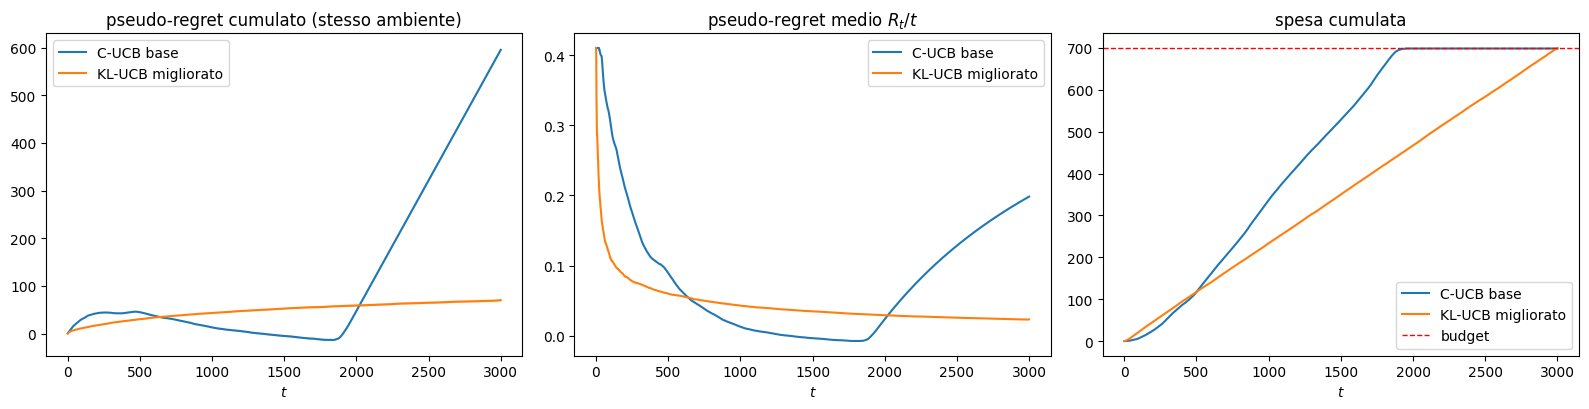 pseudo-regret cumulato (stesso ambiente)
600
500
400
300
200
100
0
0 500 1000 1500 2000 2500 3000
t
C-UCB base
KL-UCB migliorato
pseudo-regret medio R_t/t
0.4
0.3
0.2
0.1
0.0
0 500 1000 1500 2000 2500 3000
t
C-UCB base
KL-UCB migliorato
spesa cumulata
700
600
500
400
300
200
100
0
0 500 1000 1500 2000 2500 3000
t
C-UCB base
KL-UCB migliorato
budget